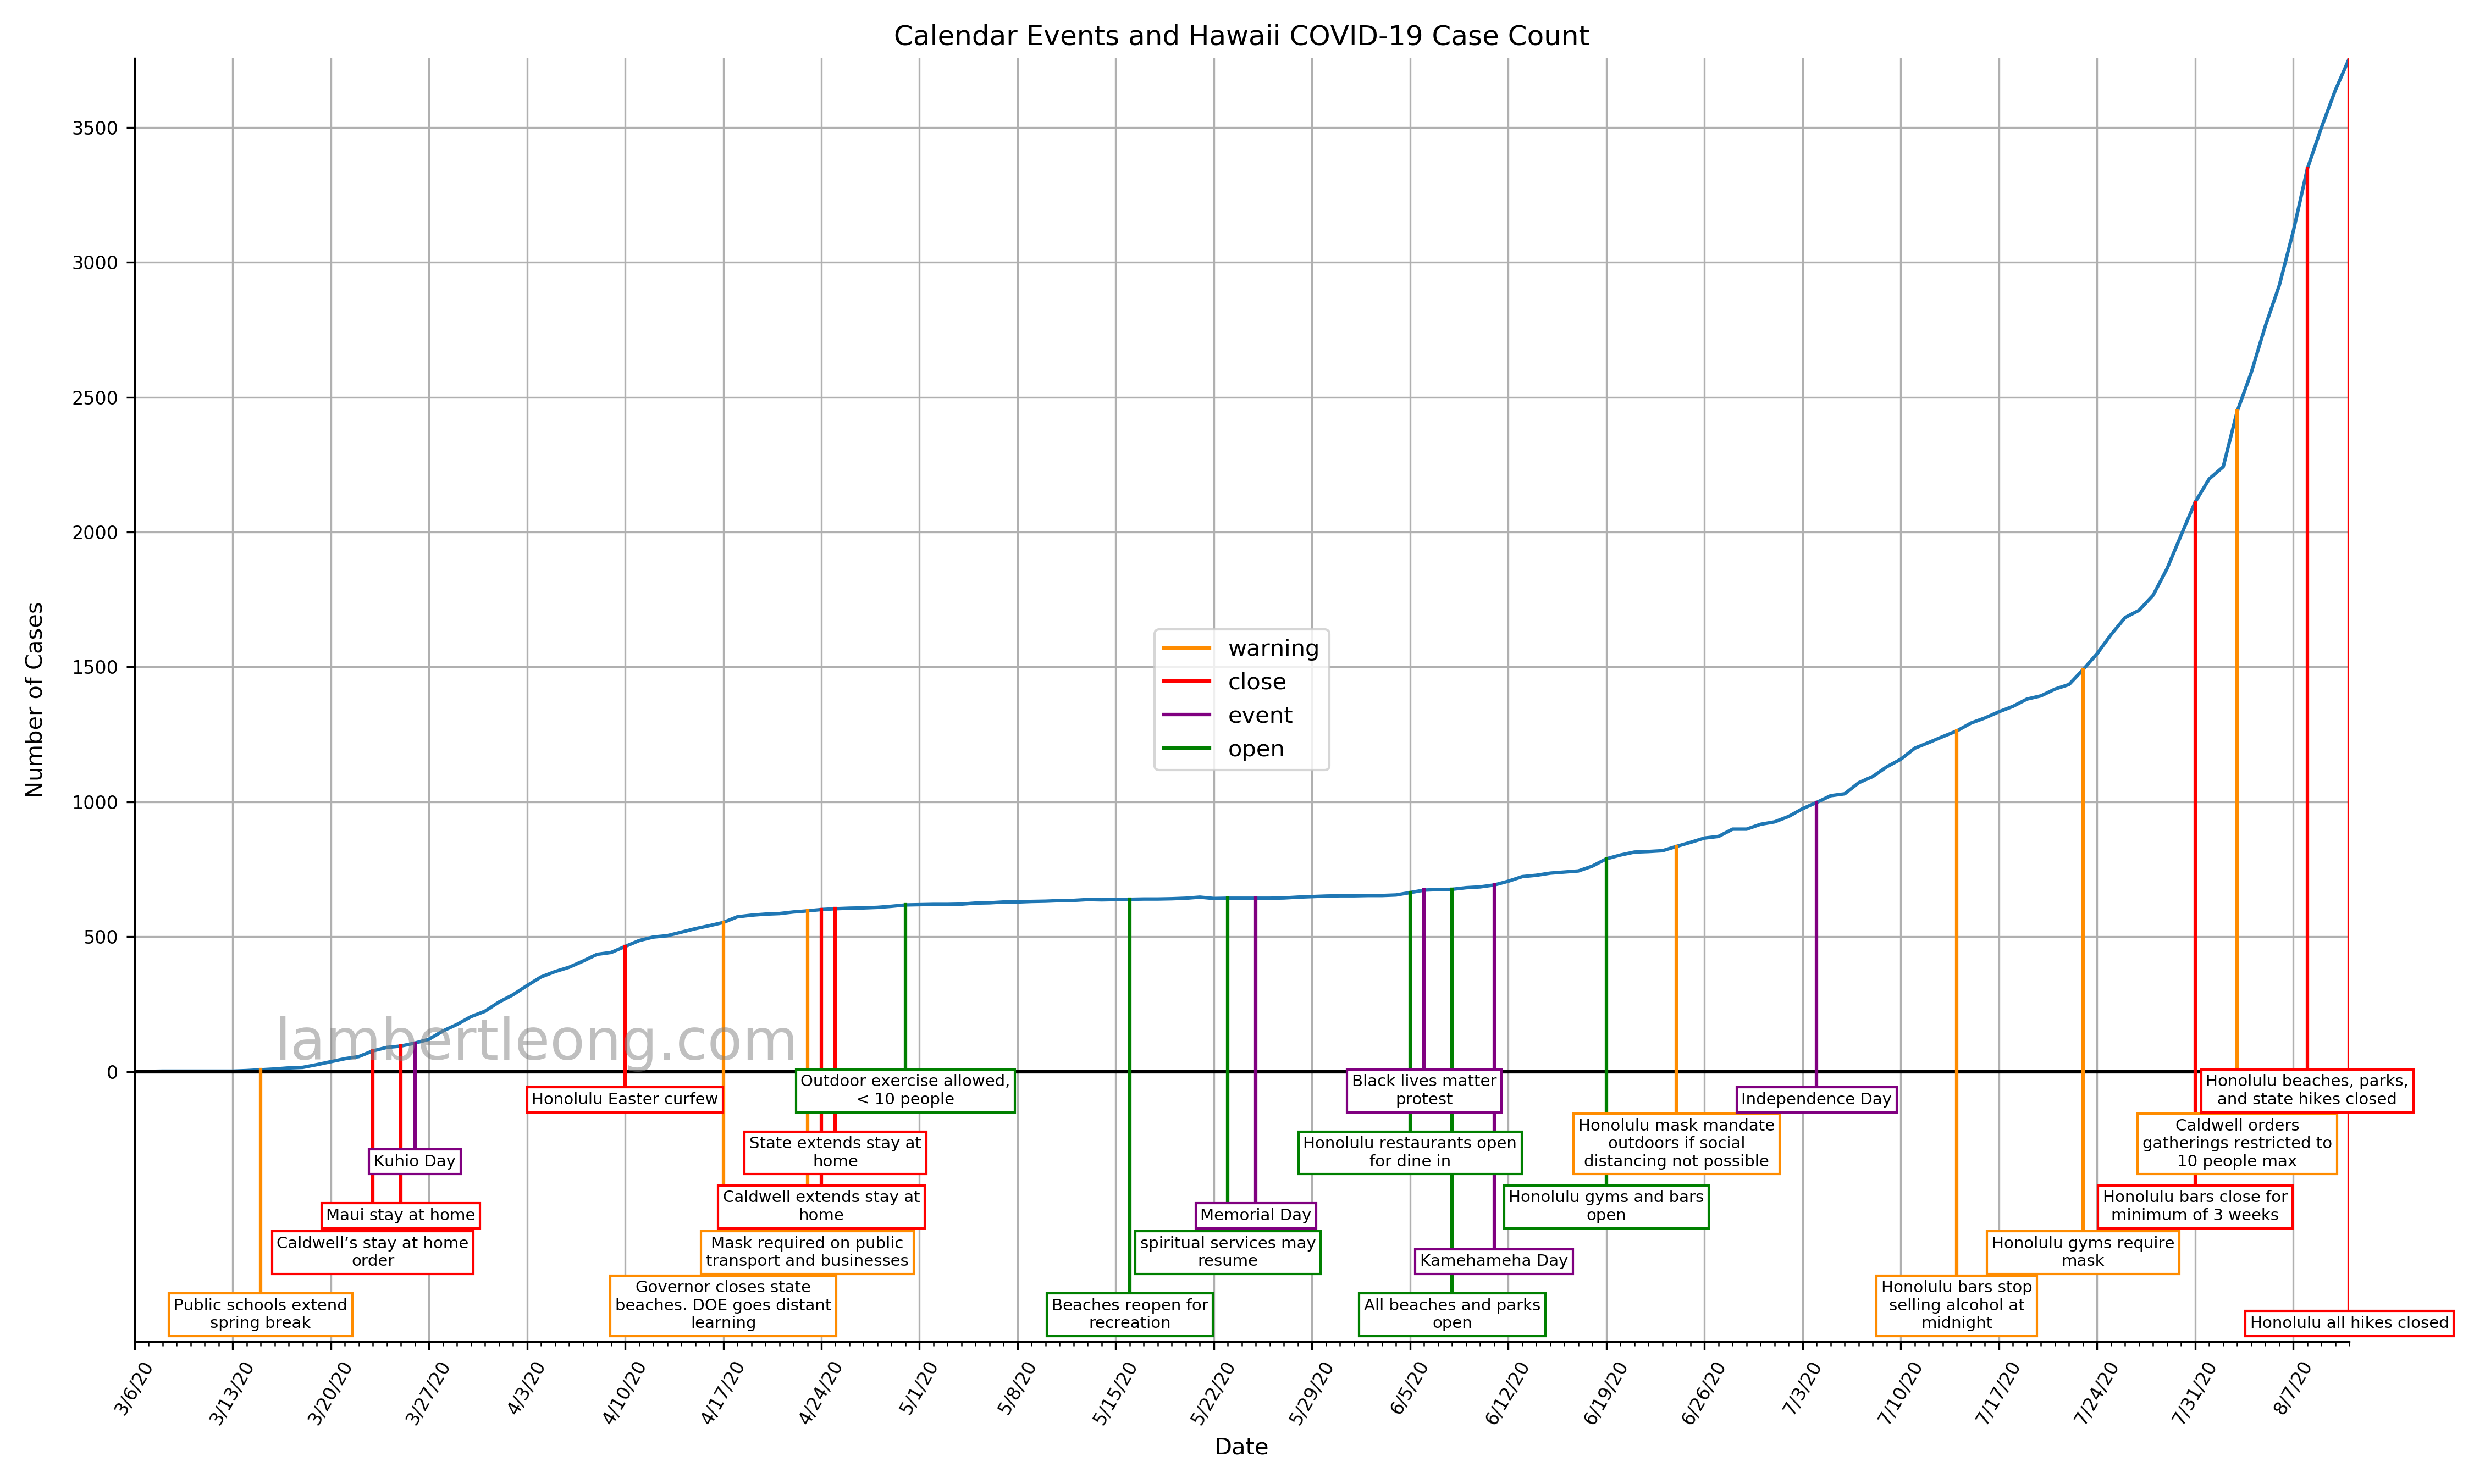 Calendar Events and Hawaii COVID-19 Case Count
Number of Cases
3500
3000
2500
2000
1500
1000
500
0
warning
close
event
open
lambertleong.com
Public schools extend
spring break
Caldwell’s stay at home
order
Maui stay at home
Kuhio Day
Honolulu Easter curfew
Governor closes state
beaches. DOE goes distant
learning
Mask required on public
transport and businesses
Caldwell extends stay at
home
State extends stay at
home
Outdoor exercise allowed,
< 10 people
Beaches reopen for
recreation
spiritual services may
resume
Memorial Day
Honolulu restaurants open
for dine in
Black lives matter
protest
All beaches and parks
open
Kamehameha Day
Honolulu gyms and bars
open
Honolulu mask mandate
outdoors if social
distancing not possible
Independence Day
Honolulu bars stop
selling alcohol at
midnight
Honolulu gyms require
mask
Honolulu bars close for
minimum of 3 weeks
Caldwell orders
gatherings restricted to
10 people max
Honolulu beaches, parks,
and state hikes closed
Honolulu all hikes closed
3/6/20
3/13/20
3/20/20
3/27/20
4/3/20
4/10/20
4/17/20
4/24/20
5/1/20
5/8/20
5/15/20
5/22/20
5/29/20
6/5/20
6/12/20
6/19/20
6/26/20
7/3/20
7/10/20
7/17/20
7/24/20
7/31/20
8/7/20
Date